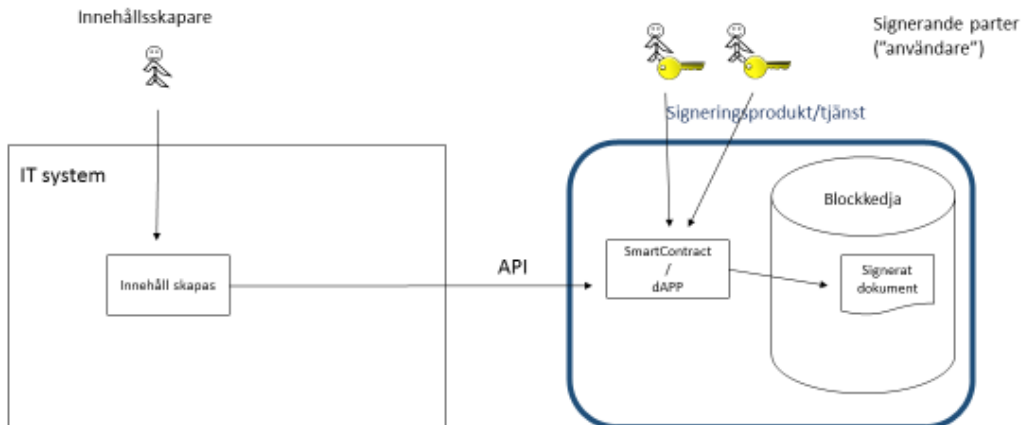 Innehållsskapare
Signerande parter
("användare")
Signeringsprodukt/tjänst
IT system
Blockkedja
SmartContract
/
dAPP
Signerat
dokument
API
Innehåll skapas